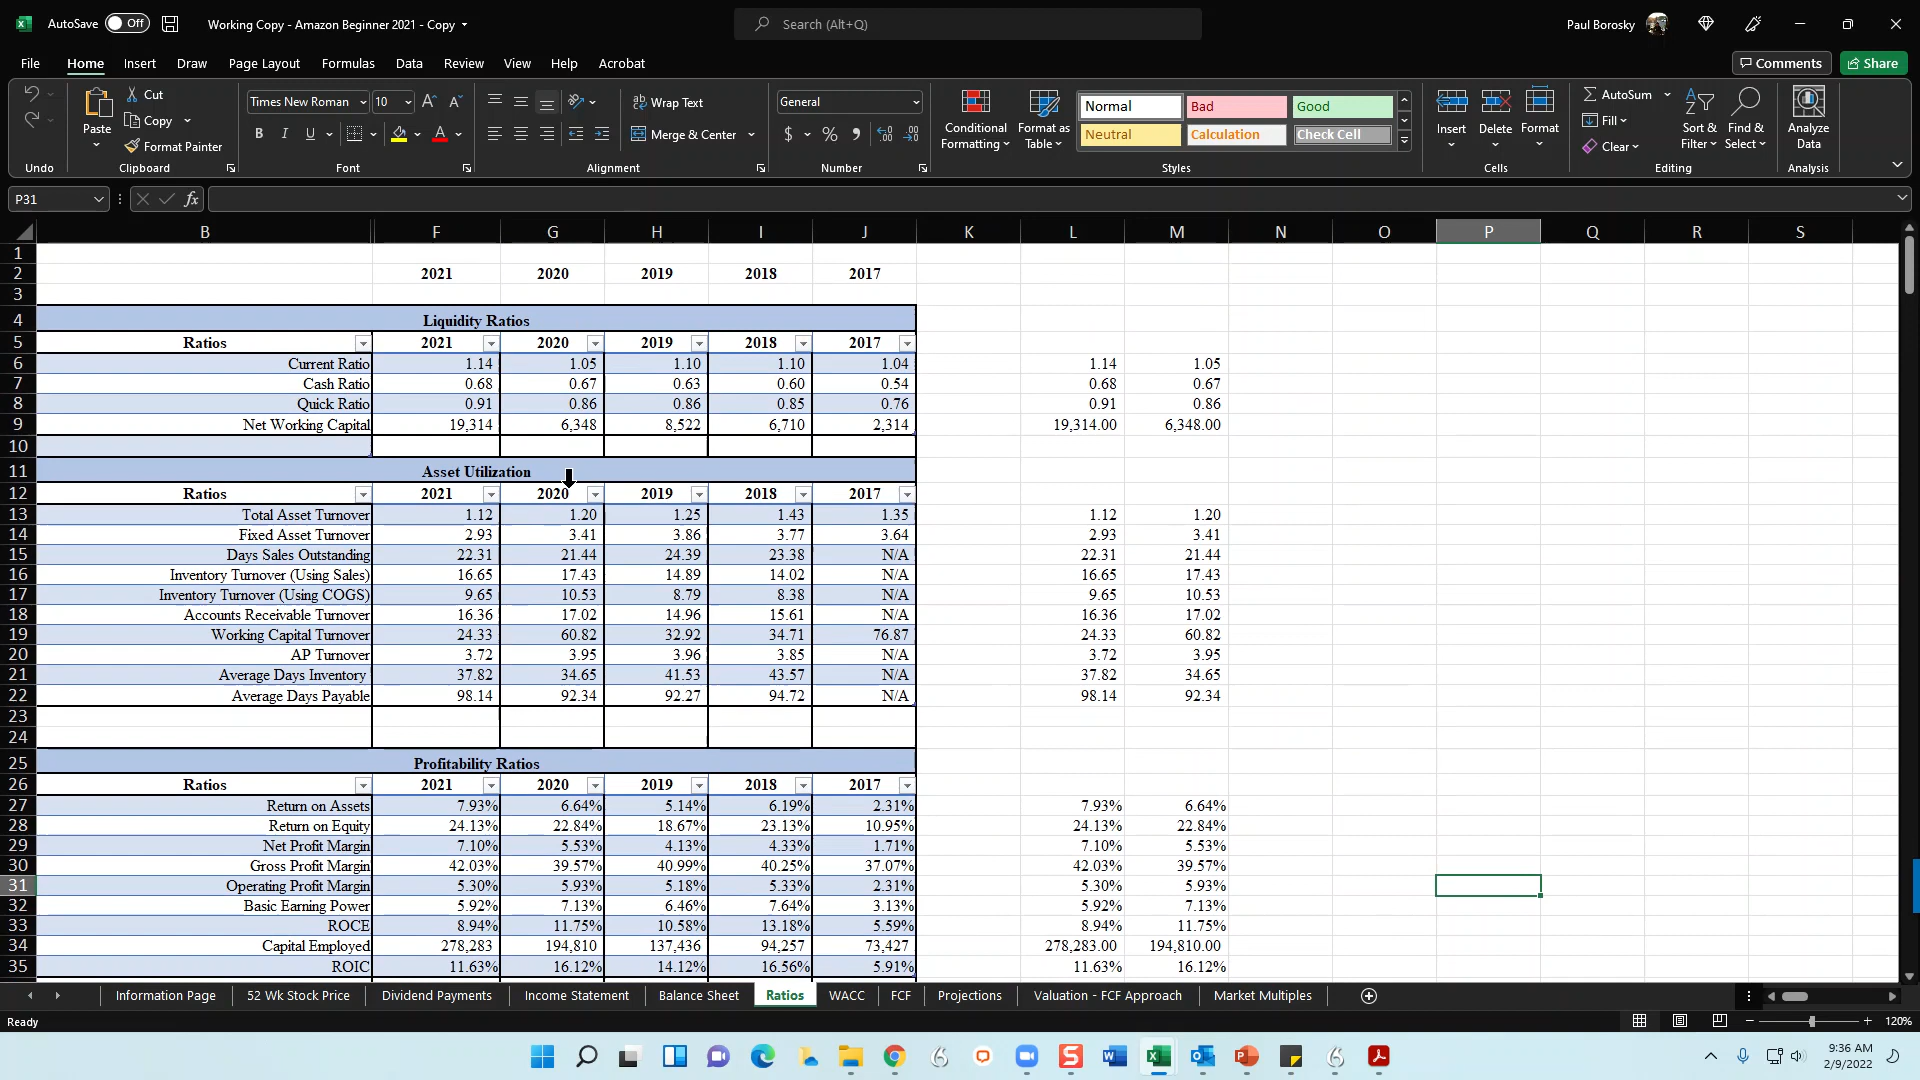 AutoSave Off Working Copy - Amazon Beginner 2021 - Copy Search (Alt+Q) Paul Borosky
File Home Insert Draw Page Layout Formulas Data Review View Help Acrobat Comments Share
Paste
Cut
Copy
Format Painter
Times New Roman 10
B I U A
Wrap Text
Merge & Center
General
$ % ,
Conditional Formatting
Format as Table
Normal Bad Good
Neutral Calculation Check Cell
Insert Delete Format
AutoSum
Fill
Clear
Sort & Filter
Find & Select
Analyze Data
Undo Clipboard Font Alignment Number Styles Cells Editing Analysis
P31 fx
B F G H I J K L M N O P Q R S
1
2 2021 2020 2019 2018 2017
3
4 Liquidity Ratios
5 Ratios 2021 2020 2019 2018 2017
6 Current Ratio 1.14 1.05 1.10 1.10 1.04 1.14 1.05
7 Cash Ratio 0.68 0.67 0.63 0.60 0.54 0.68 0.67
8 Quick Ratio 0.91 0.86 0.86 0.85 0.76 0.91 0.86
9 Net Working Capital 19,314 6,348 8,522 6,710 2,314 19,314.00 6,348.00
10
11 Asset Utilization
12 Ratios 2021 2020 2019 2018 2017
13 Total Asset Turnover 1.12 1.20 1.25 1.43 1.35 1.12 1.20
14 Fixed Asset Turnover 2.93 3.41 3.86 3.77 3.64 2.93 3.41
15 Days Sales Outstanding 22.31 21.44 24.39 23.38 N/A 22.31 21.44
16 Inventory Turnover (Using Sales) 16.65 17.43 14.89 14.02 N/A 16.65 17.43
17 Inventory Turnover (Using COGS) 9.65 10.53 8.79 8.38 N/A 9.65 10.53
18 Accounts Receivable Turnover 16.36 17.02 14.96 15.61 N/A 16.36 17.02
19 Working Capital Turnover 24.33 60.82 32.92 34.71 76.87 24.33 60.82
20 AP Turnover 3.72 3.95 3.96 3.85 N/A 3.72 3.95
21 Average Days Inventory 37.82 34.65 41.53 43.57 N/A 37.82 34.65
22 Average Days Payable 98.14 92.34 92.27 94.72 N/A 98.14 92.34
23
24
25 Profitability Ratios
26 Ratios 2021 2020 2019 2018 2017
27 Return on Assets 7.93% 6.64% 5.14% 6.19% 2.31% 7.93% 6.64%
28 Return on Equity 24.13% 22.84% 18.67% 23.13% 10.95% 24.13% 22.84%
29 Net Profit Margin 7.10% 5.53% 4.13% 4.33% 1.71% 7.10% 5.53%
30 Gross Profit Margin 42.03% 39.57% 40.99% 40.25% 37.07% 42.03% 39.57%
31 Operating Profit Margin 5.30% 5.93% 5.18% 5.33% 2.31% 5.30% 5.93%
32 Basic Earning Power 5.92% 7.13% 6.46% 7.64% 3.13% 5.92% 7.13%
33 ROCE 8.94% 11.75% 10.58% 13.18% 5.59% 8.94% 11.75%
34 Capital Employed 278,283 194,810 137,436 94,257 73,427 278,283.00 194,810.00
35 ROIC 11.63% 16.12% 14.12% 16.56% 5.91% 11.63% 16.12%
Information Page 52 Wk Stock Price Dividend Payments Income Statement Balance Sheet Ratios WACC FCF Projections Valuation - FCF Approach Market Multiples
Ready 120%
9:36 AM
2/9/2022